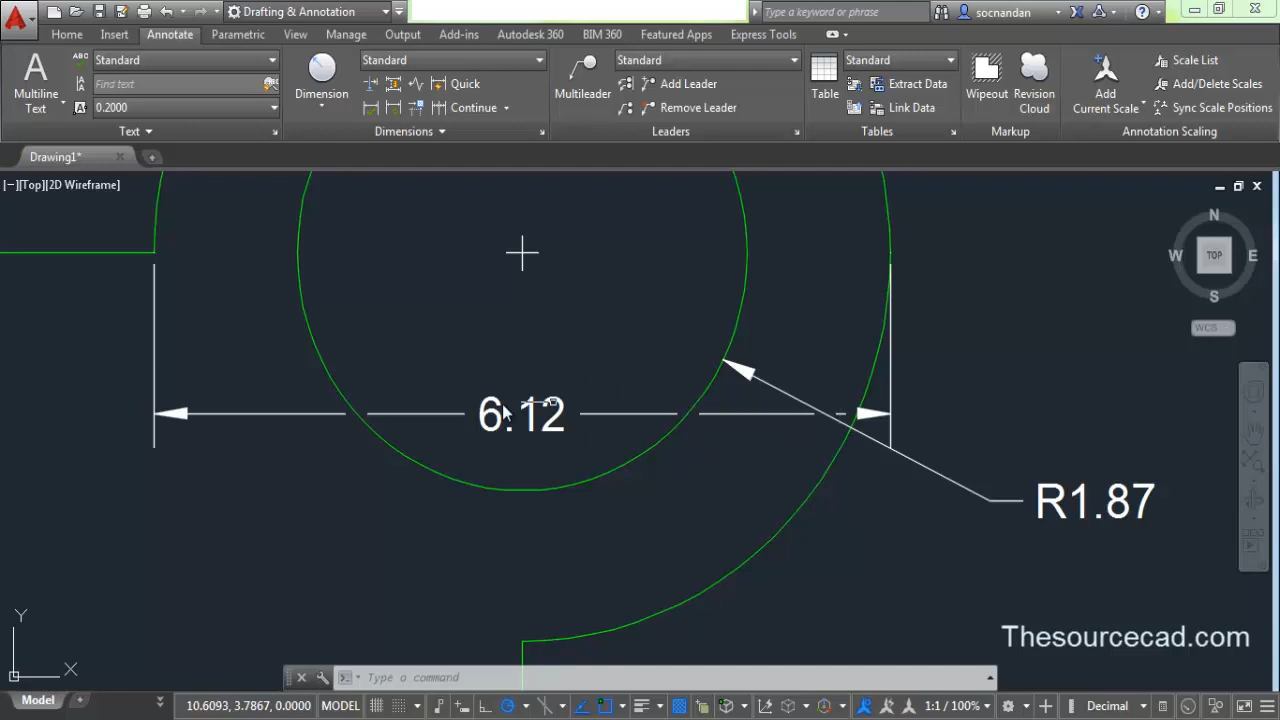 Drafting & Annotation
Type a keyword or phrase
socnandan
Home Insert Annotate Parametric View Manage Output Add-ins Autodesk 360 BIM 360 Featured Apps Express Tools
Multiline Text
Standard
Find text
0.2000
Text
Dimension
Standard
Quick
Continue
Dimensions
Multileader
Standard
Add Leader
Remove Leader
Leaders
Table
Standard
Extract Data
Link Data
Tables
Wipeout
Revision Cloud
Markup
Add Current Scale
Scale List
Add/Delete Scales
Sync Scale Positions
Annotation Scaling
Drawing1*
[−][Top][2D Wireframe]
N
W TOP E
S
WCS
6.12
R1.87
Y
X
Thesourcecad.com
Type a command
Model
10.6093, 3.7867, 0.0000 MODEL
1:1 / 100%
Decimal